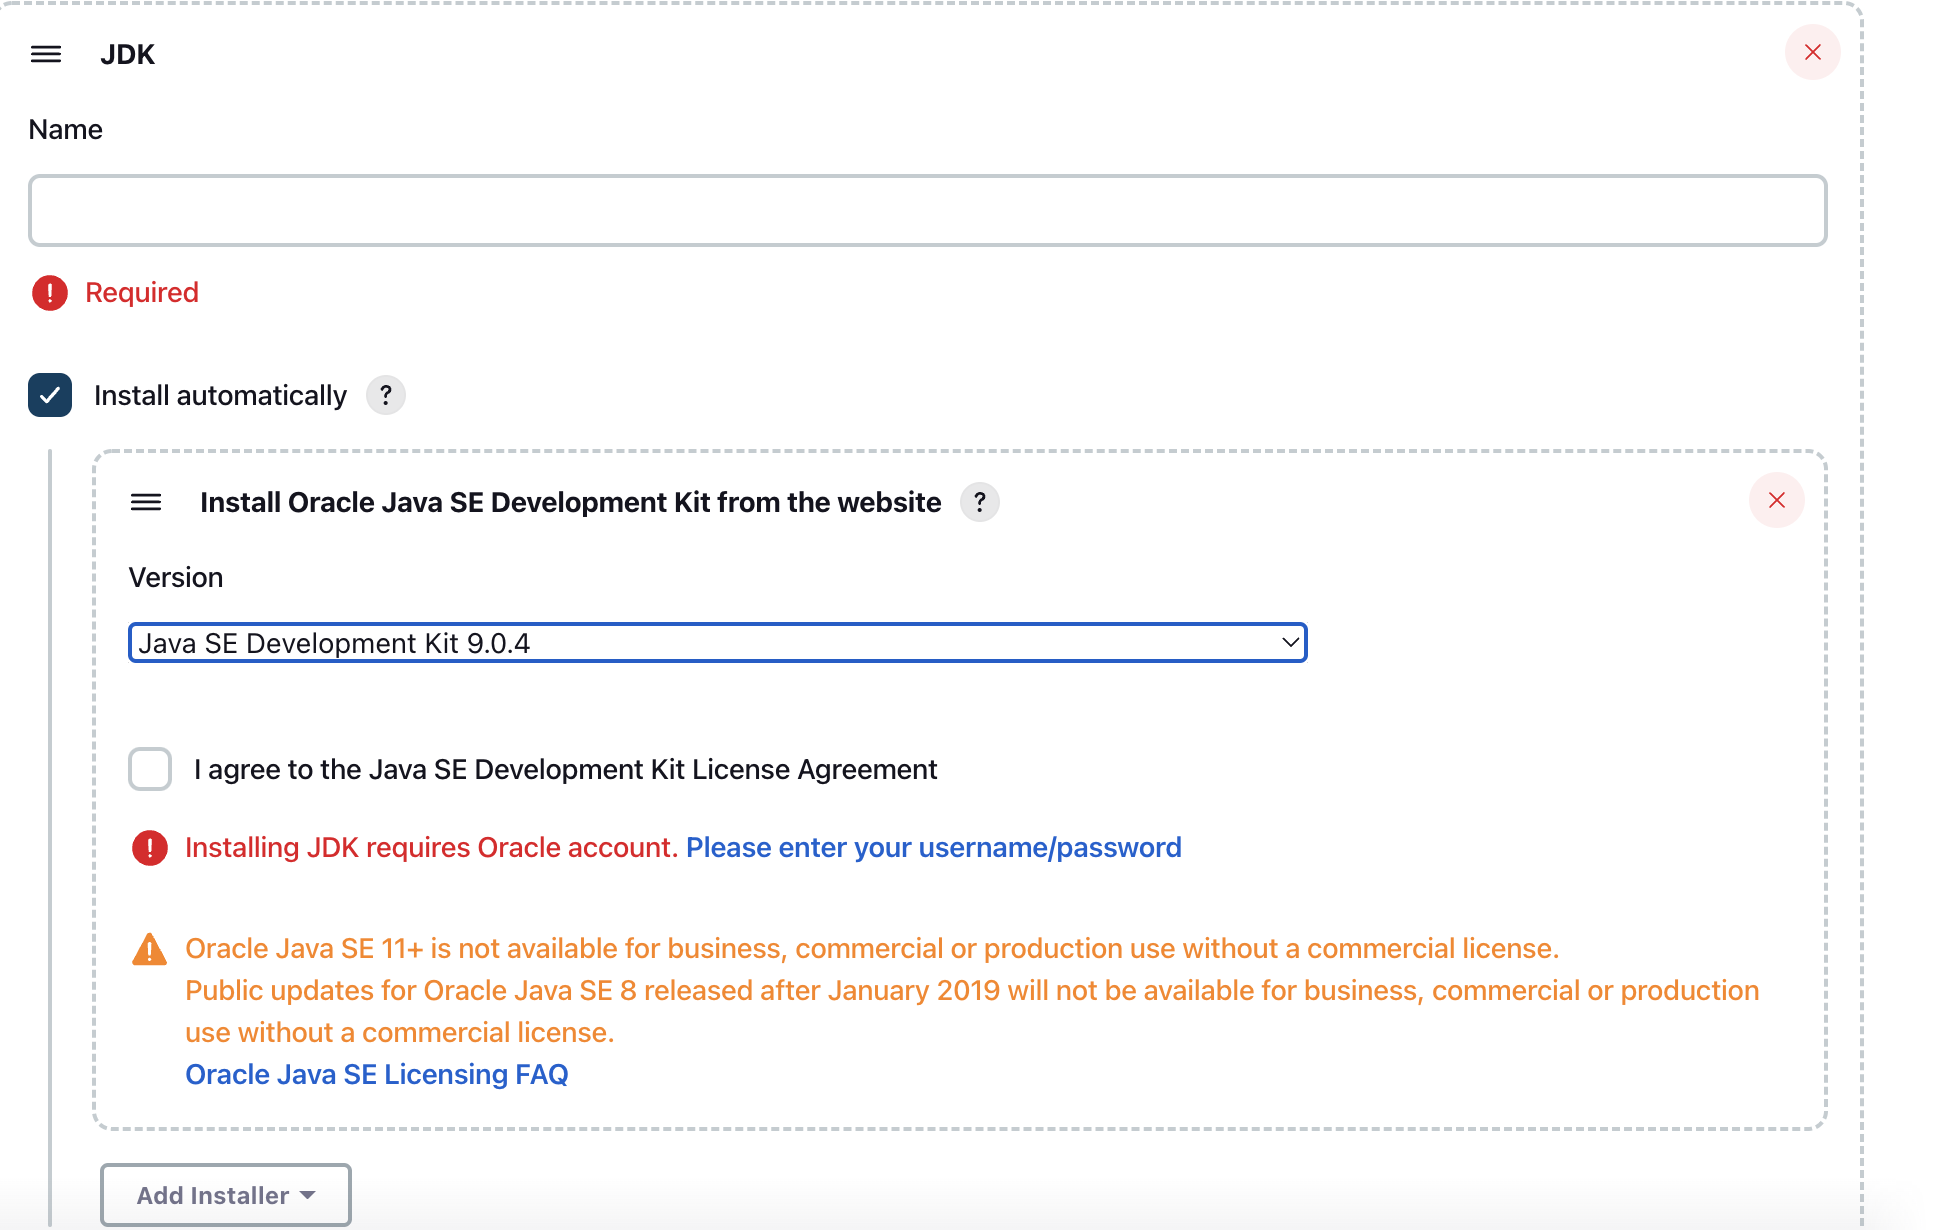 JDK
Name
Required
Install automatically ?
Install Oracle Java SE Development Kit from the website ?
Version
Java SE Development Kit 9.0.4
I agree to the Java SE Development Kit License Agreement
Installing JDK requires Oracle account. Please enter your username/password
Oracle Java SE 11+ is not available for business, commercial or production use without a commercial license.
Public updates for Oracle Java SE 8 released after January 2019 will not be available for business, commercial or production
use without a commercial license.
Oracle Java SE Licensing FAQ
Add Installer